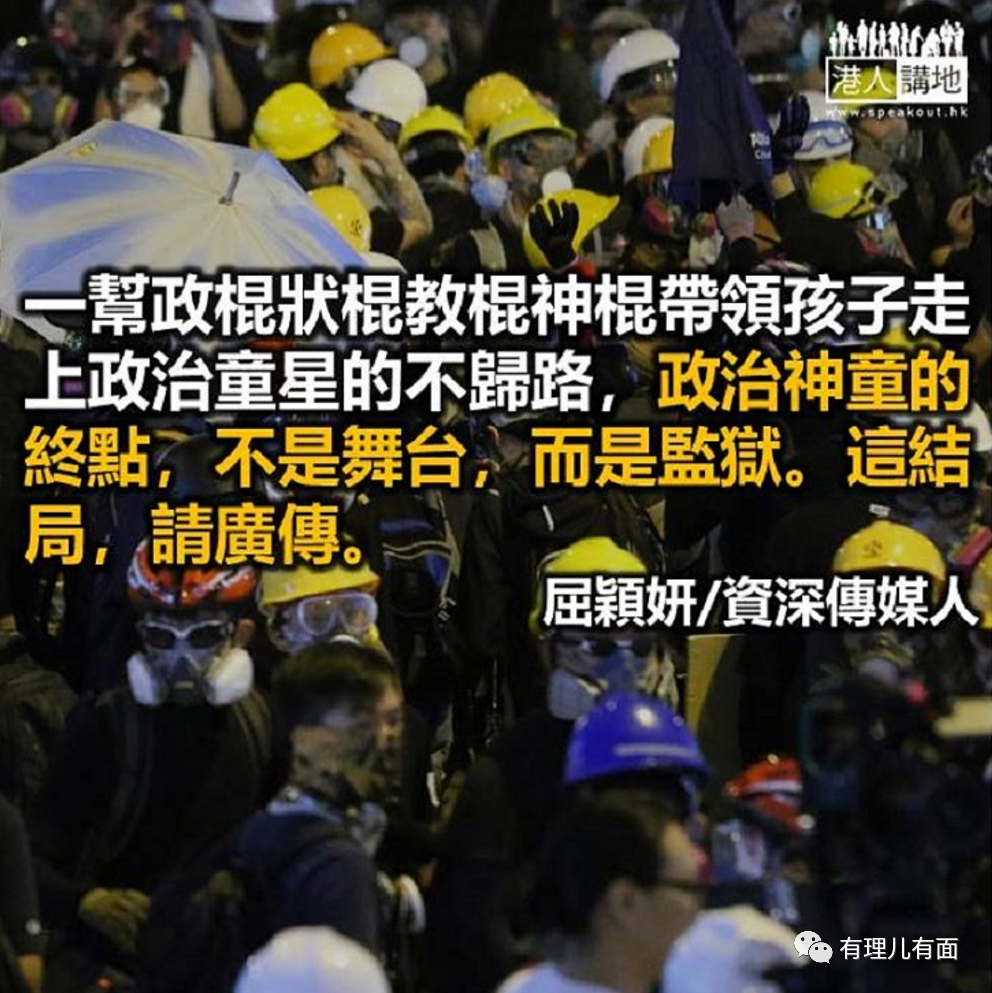 港人講地
www.speakout.hk
一幫政棍狀棍教棍神棍帶領孩子走
上政治童星的不歸路，政治神童的
終點，不是舞台，而是監獄。這結
局，請廣傳。
屈穎妍/資深傳媒人
有理儿有面